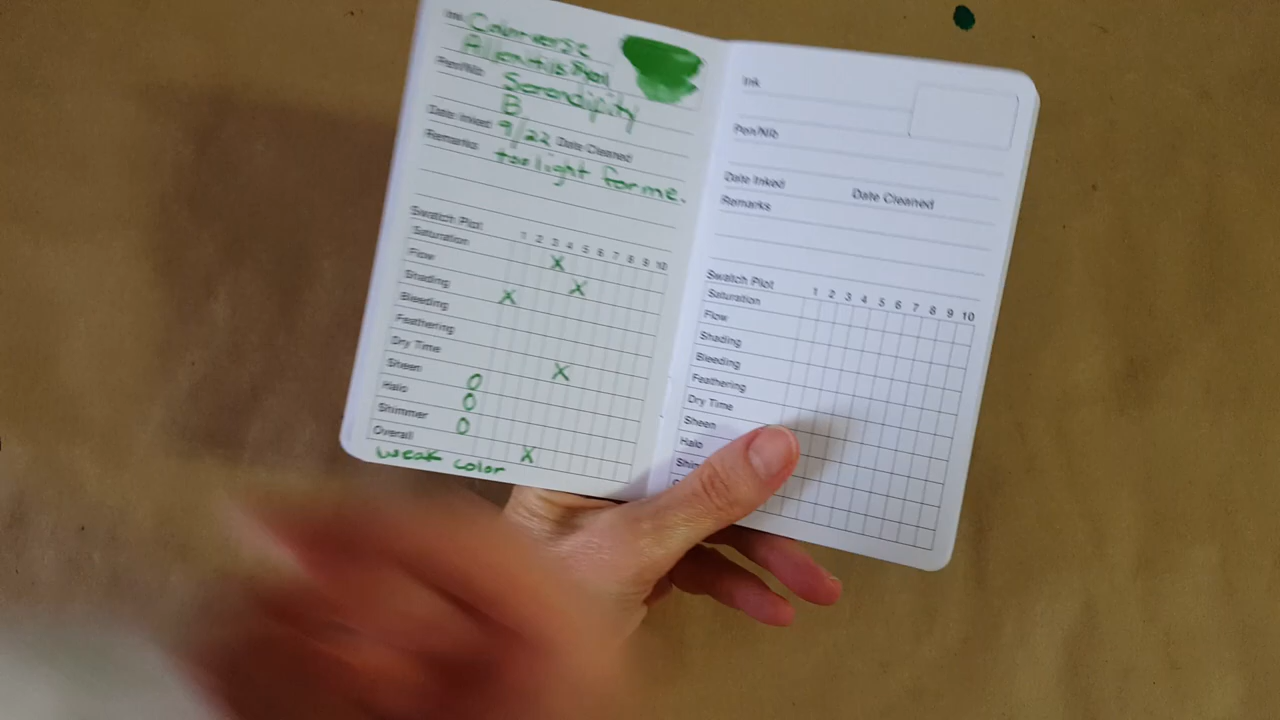 Ink Colorverse
Pen/Nib Serendipity
B
Date Inked 9/22 Date Cleaned
Remarks too light for me.
Swatch Plot 1 2 3 4 5 6 7 8 9 10
Saturation X
Flow X
Shading X
Bleeding
Feathering
Dry Time X
Sheen 0
Halo 0
Shimmer 0
Overall X
weak color
Ink
Pen/Nib
Date Inked Date Cleaned
Remarks
Swatch Plot 1 2 3 4 5 6 7 8 9 10
Saturation
Flow
Shading
Bleeding
Feathering
Dry Time
Sheen
Halo